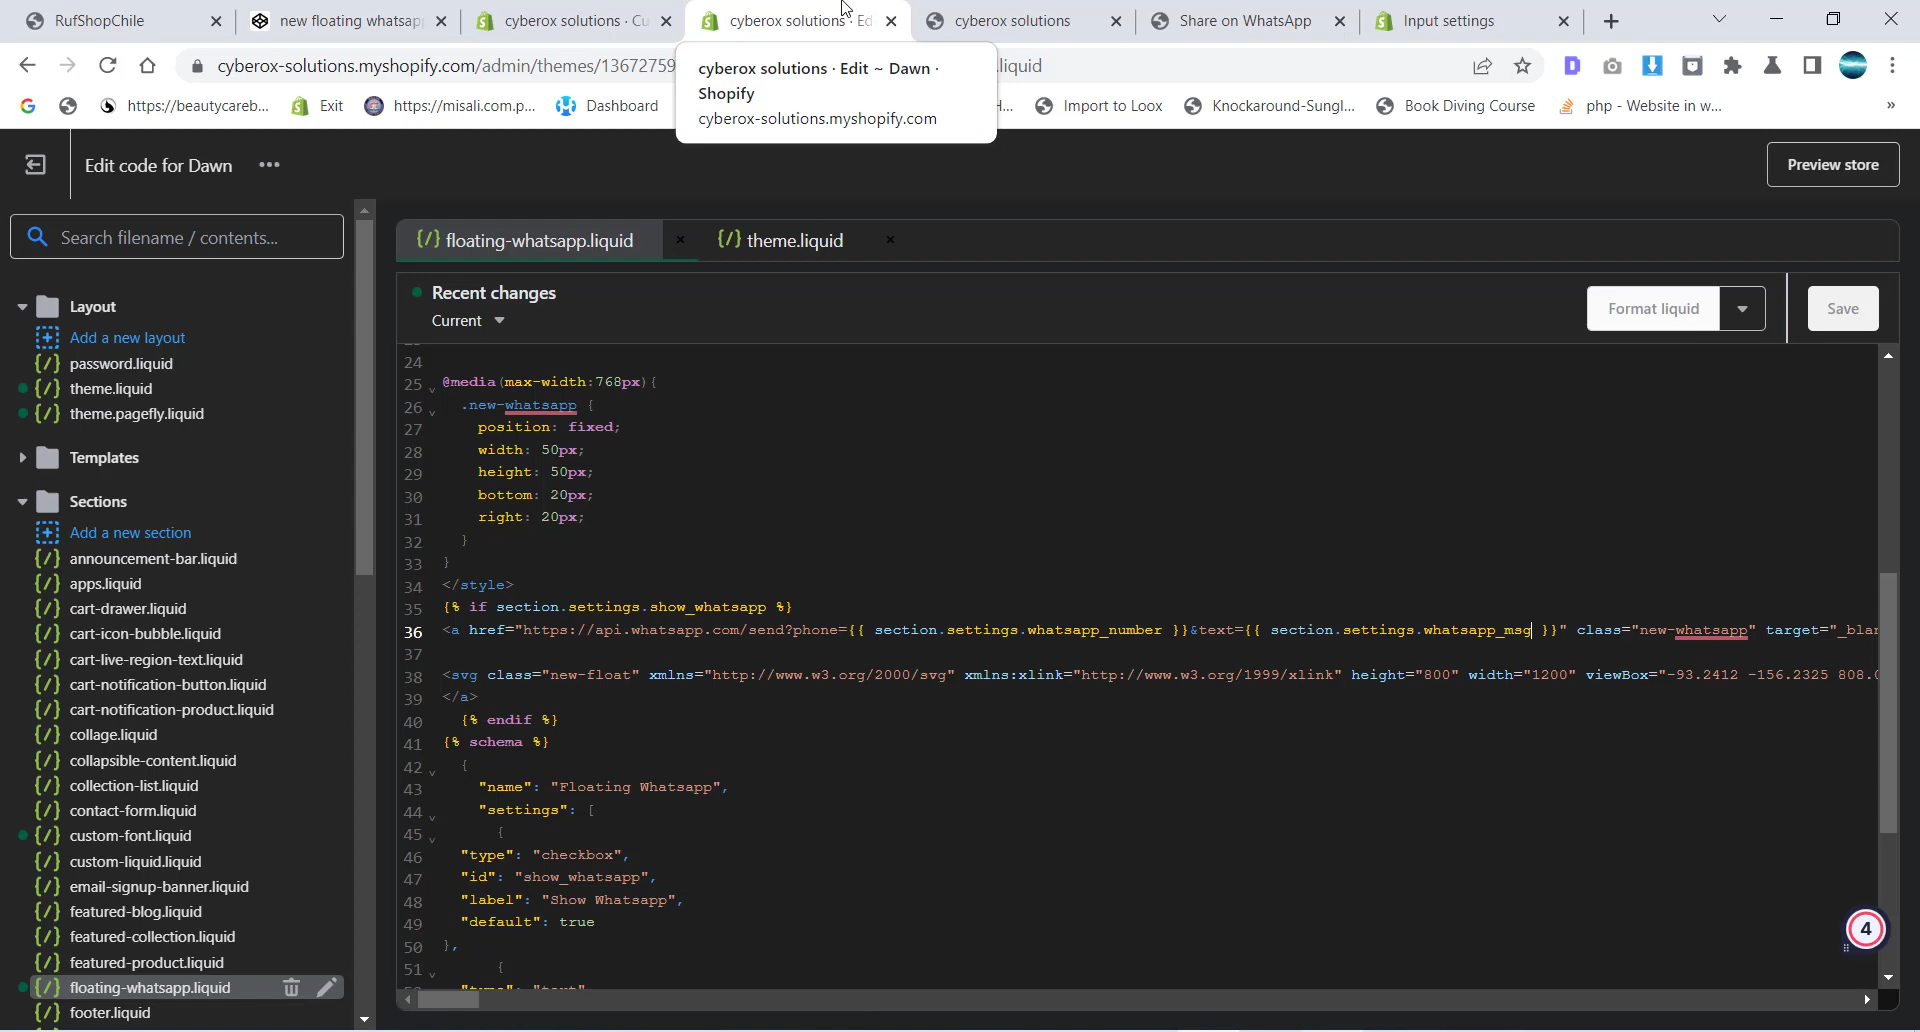 RufShopChile
new floating whatsap
cyberox solutions · Cu
cyberox solutions · Ed
cyberox solutions
Share on WhatsApp
Input settings
cyberox-solutions.myshopify.com/admin/themes/13672759
.liquid
cyberox solutions · Edit ~ Dawn ·
Shopify
cyberox-solutions.myshopify.com
https://beautycareb...
Exit
https://misali.com.p...
Dashboard
Import to Loox
Knockaround-Sungl...
Book Diving Course
php - Website in w...
»
Edit code for Dawn
Preview store
Search filename / contents...
Layout
Add a new layout
password.liquid
theme.liquid
theme.pagefly.liquid
Templates
Sections
Add a new section
announcement-bar.liquid
apps.liquid
cart-drawer.liquid
cart-icon-bubble.liquid
cart-live-region-text.liquid
cart-notification-button.liquid
cart-notification-product.liquid
collage.liquid
collapsible-content.liquid
collection-list.liquid
contact-form.liquid
custom-font.liquid
custom-liquid.liquid
email-signup-banner.liquid
featured-blog.liquid
featured-collection.liquid
featured-product.liquid
floating-whatsapp.liquid
footer.liquid
{/} floating-whatsapp.liquid
{/} theme.liquid
Recent changes
Current
Format liquid
Save
24
25 @media(max-width:768px){
26 .new-whatsapp {
27 position: fixed;
28 width: 50px;
29 height: 50px;
30 bottom: 20px;
31 right: 20px;
32 }
33 }
34 </style>
35 {% if section.settings.show_whatsapp %}
36 <a href="https://api.whatsapp.com/send?phone={{ section.settings.whatsapp_number }}&text={{ section.settings.whatsapp_msg }}" class="new-whatsapp" target="_blan
37
38 <svg class="new-float" xmlns="http://www.w3.org/2000/svg" xmlns:xlink="http://www.w3.org/1999/xlink" height="800" width="1200" viewBox="-93.2412 -156.2325 808.0
39 </a>
40 {% endif %}
41 {% schema %}
42 {
43 "name": "Floating Whatsapp",
44 "settings": [
45 {
46 "type": "checkbox",
47 "id": "show_whatsapp",
48 "label": "Show Whatsapp",
49 "default": true
50 },
51 {
4